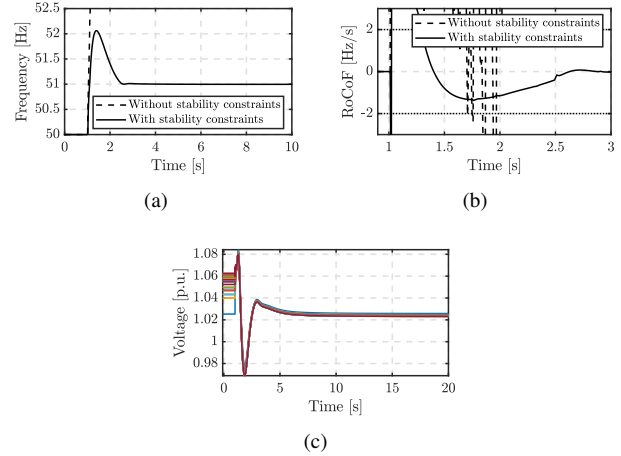 Frequency [Hz]
52.5
52
51.5
51
50.5
50
Without stability constraints
With stability constraints
0 2 4 6 8 10
Time [s]
(a)
RoCoF [Hz/s]
2
0
-2
Without stability constraints
With stability constraints
1 1.5 2 2.5 3
Time [s]
(b)
Voltage [p.u.]
1.08
1.06
1.04
1.02
1
0.98
0 5 10 15 20
Time [s]
(c)